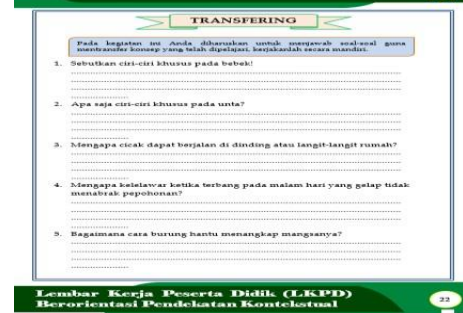 TRANSFERING
Pada kegiatan ini Anda diharuskan untuk menjawab soal-soal guna
mentransfer konsep yang telah dipelajari, kerjakanlah secara mandiri.
1. Sebutkan ciri-ciri khusus pada bebek!
2. Apa saja ciri-ciri khusus pada unta?
3. Mengapa cicak dapat berjalan di dinding atau langit-langit rumah?
4. Mengapa kelelawar ketika terbang pada malam hari yang gelap tidak
menabrak pepohonan?
5. Bagaimana cara burung hantu menangkap mangsanya?
Lembar Kerja Peserta Didik (LKPD)
Berorientasi Pendekatan Kontekstual
22